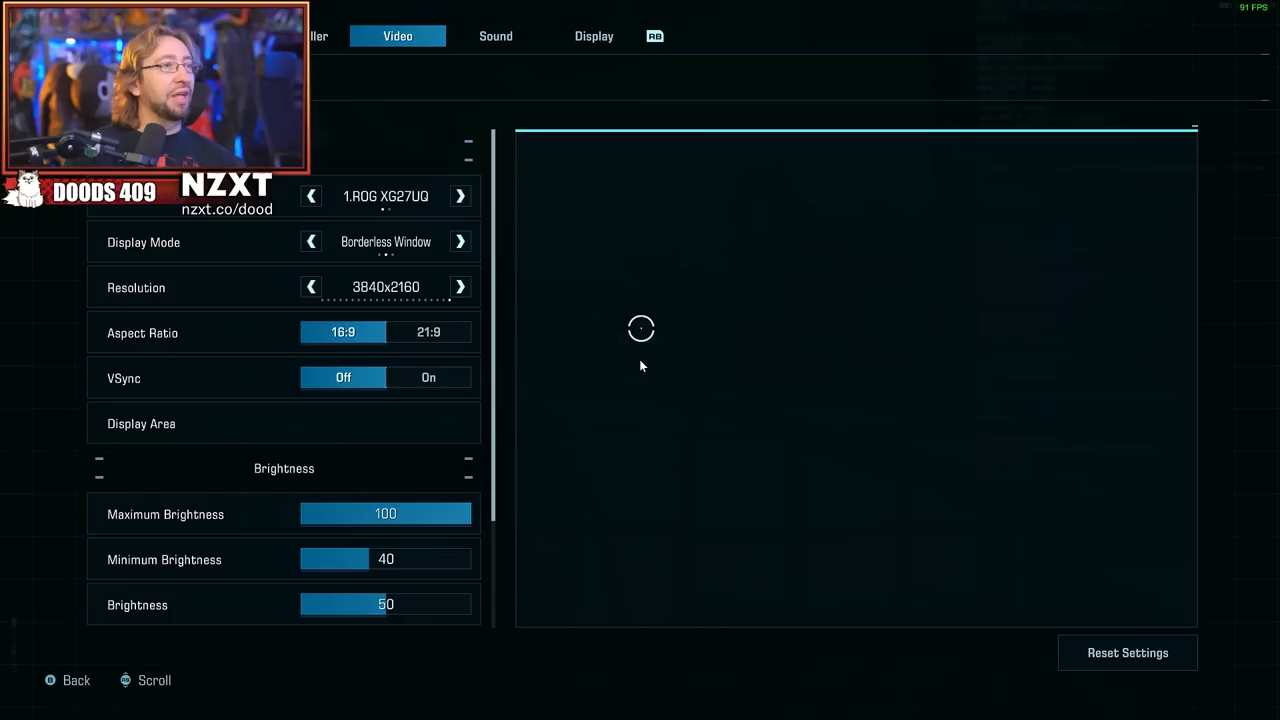 91 FPS
ller
Video
Sound
Display
RB
DOODS 409
NZXT
nzxt.co/dood
1.ROG XG27UQ
Display Mode
Borderless Window
Resolution
3840x2160
Aspect Ratio
16:9
21:9
VSync
Off
On
Display Area
Brightness
Maximum Brightness
100
Minimum Brightness
40
Brightness
50
Reset Settings
B Back
Scroll